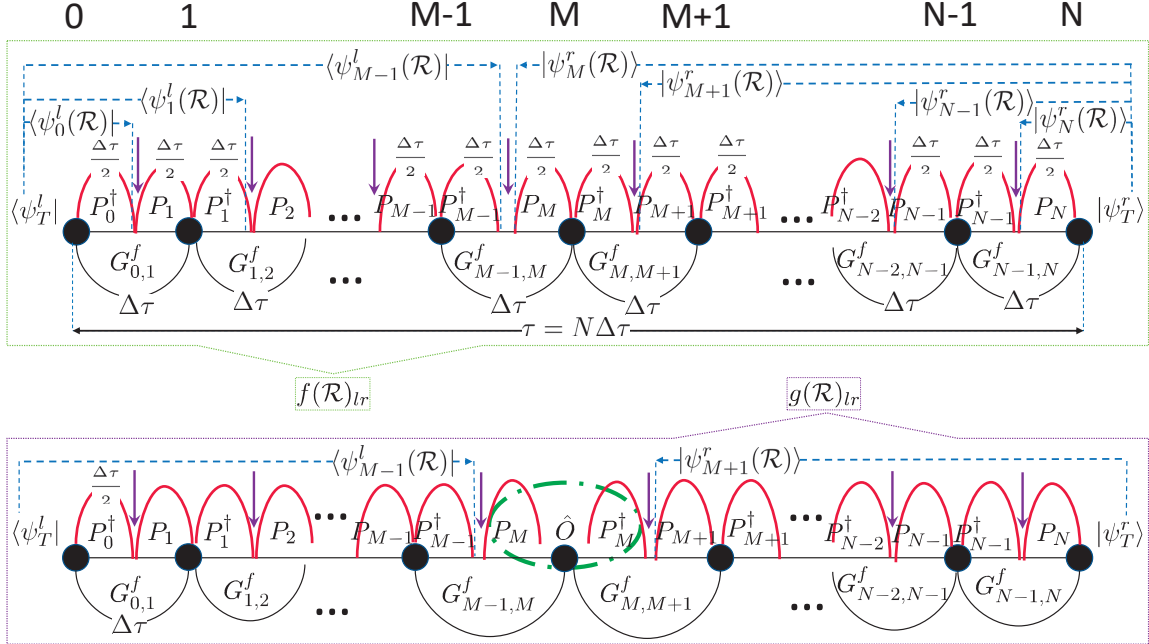 0 1 M-1 M M+1 N-1 N
⟨ψ^l_{M-1}(R)| |ψ^r_M(R)⟩
|ψ^r_{M+1}(R)⟩
⟨ψ^l_1(R)| |ψ^r_{N-1}(R)⟩
⟨ψ^l_0(R)| |ψ^r_N(R)⟩
Δτ/2 Δτ/2 Δτ/2 Δτ/2 Δτ/2 Δτ/2 Δτ/2 Δτ/2 Δτ/2 Δτ/2 Δτ/2 Δτ/2
⟨ψ^l_T| P^†_0 P_1 P^†_1 P_2 ... P_{M-1} P^†_{M-1} P_M P^†_M P_{M+1} P^†_{M+1} ... P^†_{N-2} P_{N-1} P^†_{N-1} P_N |ψ^r_T⟩
G^f_{0,1} G^f_{1,2} ... G^f_{M-1,M} G^f_{M,M+1} ... G^f_{N-2,N-1} G^f_{N-1,N}
Δτ Δτ Δτ Δτ Δτ Δτ
τ = NΔτ
f(R)_{lr} g(R)_{lr}
⟨ψ^l_{M-1}(R)| |ψ^r_{M+1}(R)⟩
Δτ/2
⟨ψ^l_T| P^†_0 P_1 P^†_1 P_2 ... P_{M-1} P^†_{M-1} P_M Ô P^†_M P_{M+1} P^†_{M+1} ... P^†_{N-2} P_{N-1} P^†_{N-1} P_N |ψ^r_T⟩
G^f_{0,1} G^f_{1,2} ... G^f_{M-1,M} G^f_{M,M+1} ... G^f_{N-2,N-1} G^f_{N-1,N}
Δτ